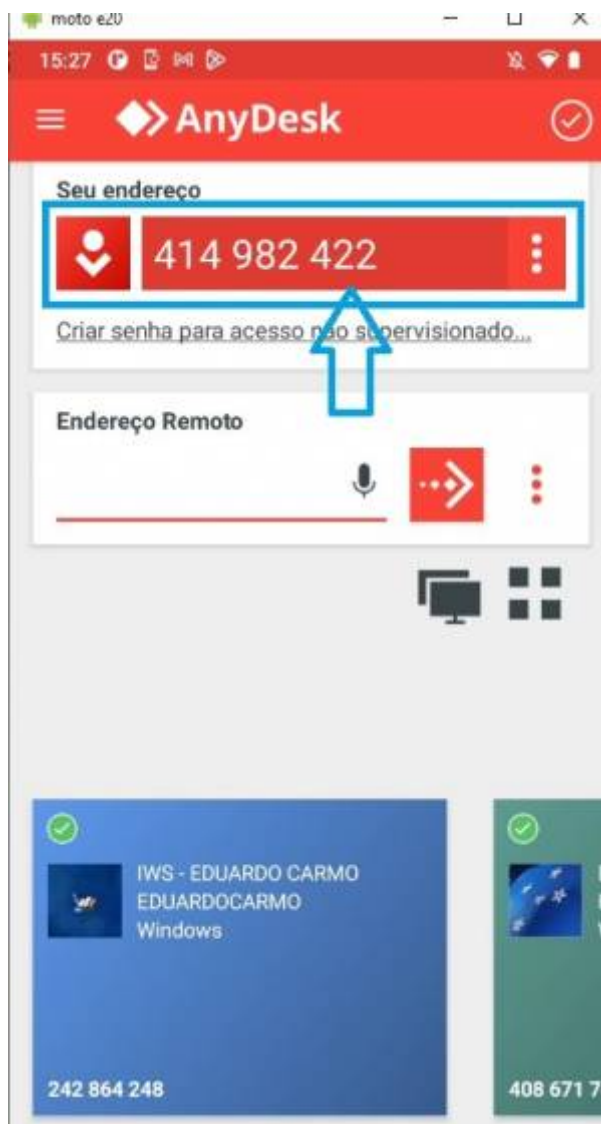 moto e20
15:27
AnyDesk
Seu endereço
414 982 422
Criar senha para acesso não supervisionado...
Endereço Remoto
IWS - EDUARDO CARMO
EDUARDOCARMO
Windows
242 864 248
408 671 7